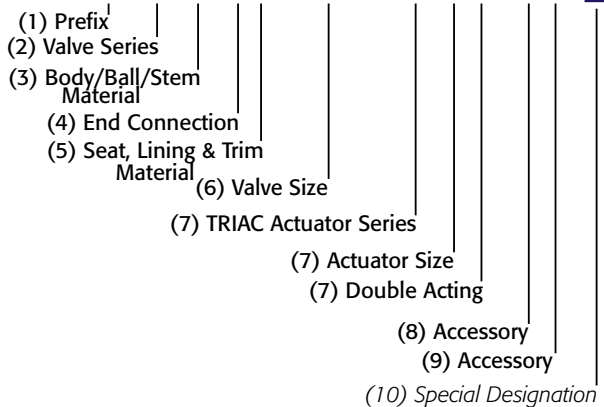 (1) Prefix
(2) Valve Series
(3) Body/Ball/Stem
Material
(4) End Connection
(5) Seat, Lining & Trim
Material
(6) Valve Size
(7) TRIAC Actuator Series
(7) Actuator Size
(7) Double Acting
(8) Accessory
(9) Accessory
(10) Special Designation